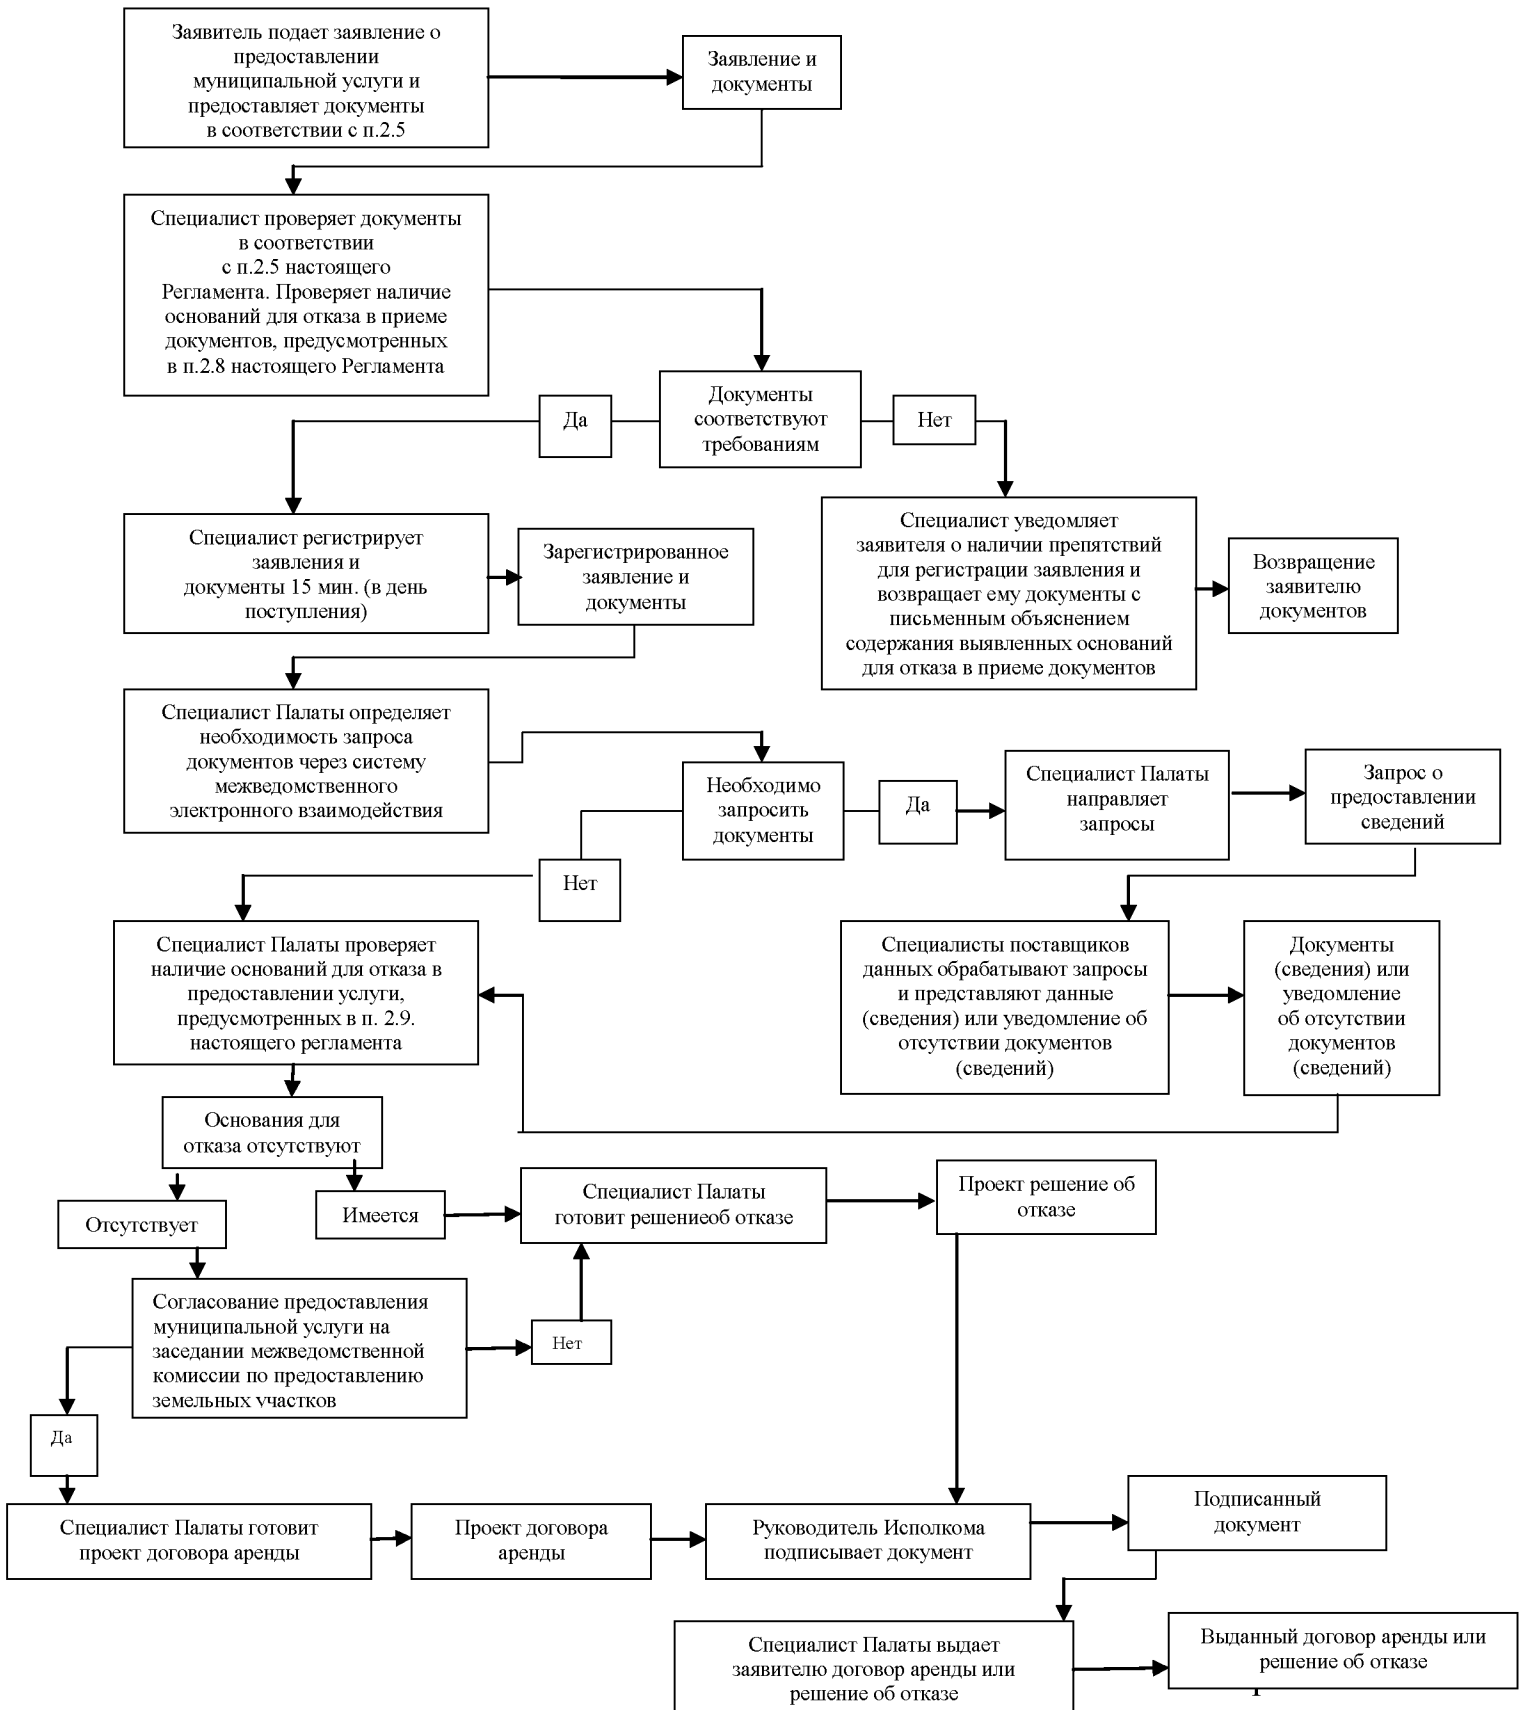 Заявитель подает заявление о
предоставлении
муниципальной услуги и
предоставляет документы
в соответствии с п.2.5
Заявление и
документы
Специалист проверяет документы
в соответствии
с п.2.5 настоящего
Регламента. Проверяет наличие
оснований для отказа в приеме
документов, предусмотренных
в п.2.8 настоящего Регламента
Документы
соответствуют
требованиям
Да
Нет
Специалист регистрирует
заявления и
документы 15 мин. (в день
поступления)
Зарегистрированное
заявление и
документы
Специалист уведомляет
заявителя о наличии препятствий
для регистрации заявления и
возвращает ему документы с
письменным объяснением
содержания выявленных оснований
для отказа в приеме документов
Возвращение
заявителю
документов
Специалист Палаты определяет
необходимость запроса
документов через систему
межведомственного
электронного взаимодействия
Необходимо
запросить
документы
Да
Специалист Палаты
направляет
запросы
Запрос о
предоставлении
сведений
Нет
Специалист Палаты проверяет
наличие оснований для отказа в
предоставлении услуги,
предусмотренных в п. 2.9.
настоящего регламента
Специалисты поставщиков
данных обрабатывают запросы
и представляют данные
(сведения) или уведомление об
отсутствии документов
(сведений)
Документы
(сведения) или
уведомление
об отсутствии
документов
(сведений)
Основания для
отказа отсутствуют
Отсутствует
Имеется
Специалист Палаты
готовит решениеоб отказе
Проект решение об
отказе
Согласование предоставления
муниципальной услуги на
заседании межведомственной
комиссии по предоставлению
земельных участков
Нет
Да
Специалист Палаты готовит
проект договора аренды
Проект договора
аренды
Руководитель Исполкома
подписывает документ
Подписанный
документ
Специалист Палаты выдает
заявителю договор аренды или
решение об отказе
Выданный договор аренды или
решение об отказе